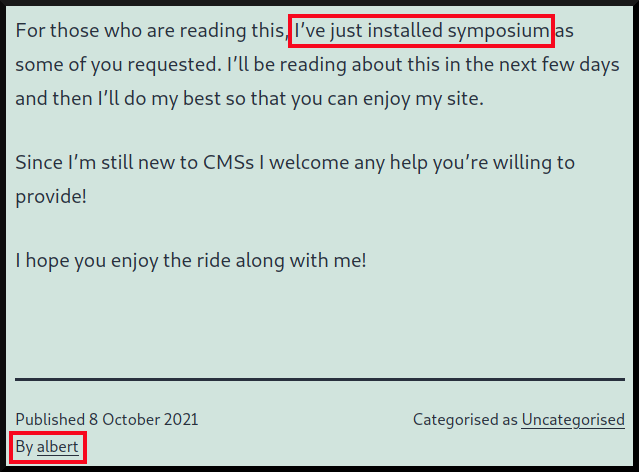 For those who are reading this, I've just installed symposium as
some of you requested. I'll be reading about this in the next few days
and then I'll do my best so that you can enjoy my site.
Since I'm still new to CMSs I welcome any help you're willing to
provide!
I hope you enjoy the ride along with me!
Published 8 October 2021
Categorised as Uncategorised
By albert